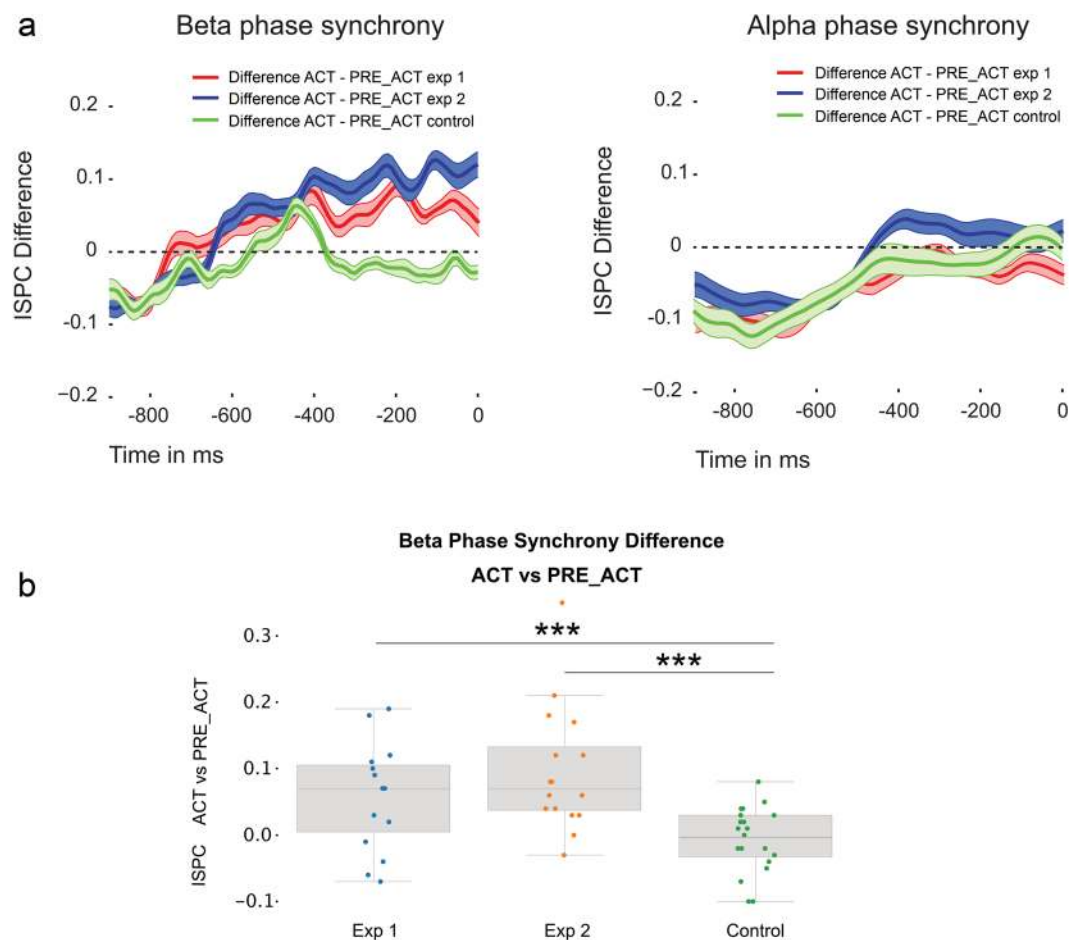 a
Beta phase synchrony
Difference ACT - PRE_ACT exp 1
Difference ACT - PRE_ACT exp 2
Difference ACT - PRE_ACT control
0.2
0.1
0
-0.1
−0.2
ISPC Difference
-800 -600 -400 -200 0
Time in ms
Alpha phase synchrony
Difference ACT - PRE_ACT exp 1
Difference ACT - PRE_ACT exp 2
Difference ACT - PRE_ACT control
0.2
0.1
0
-0.1
−0.2
ISPC Difference
-800 -600 -400 -200 0
Time in ms
b
Beta Phase Synchrony Difference
ACT vs PRE_ACT
***
***
0.3
0.2
0.1
0.0
−0.1
ISPC ACT vs PRE_ACT
Exp 1 Exp 2 Control